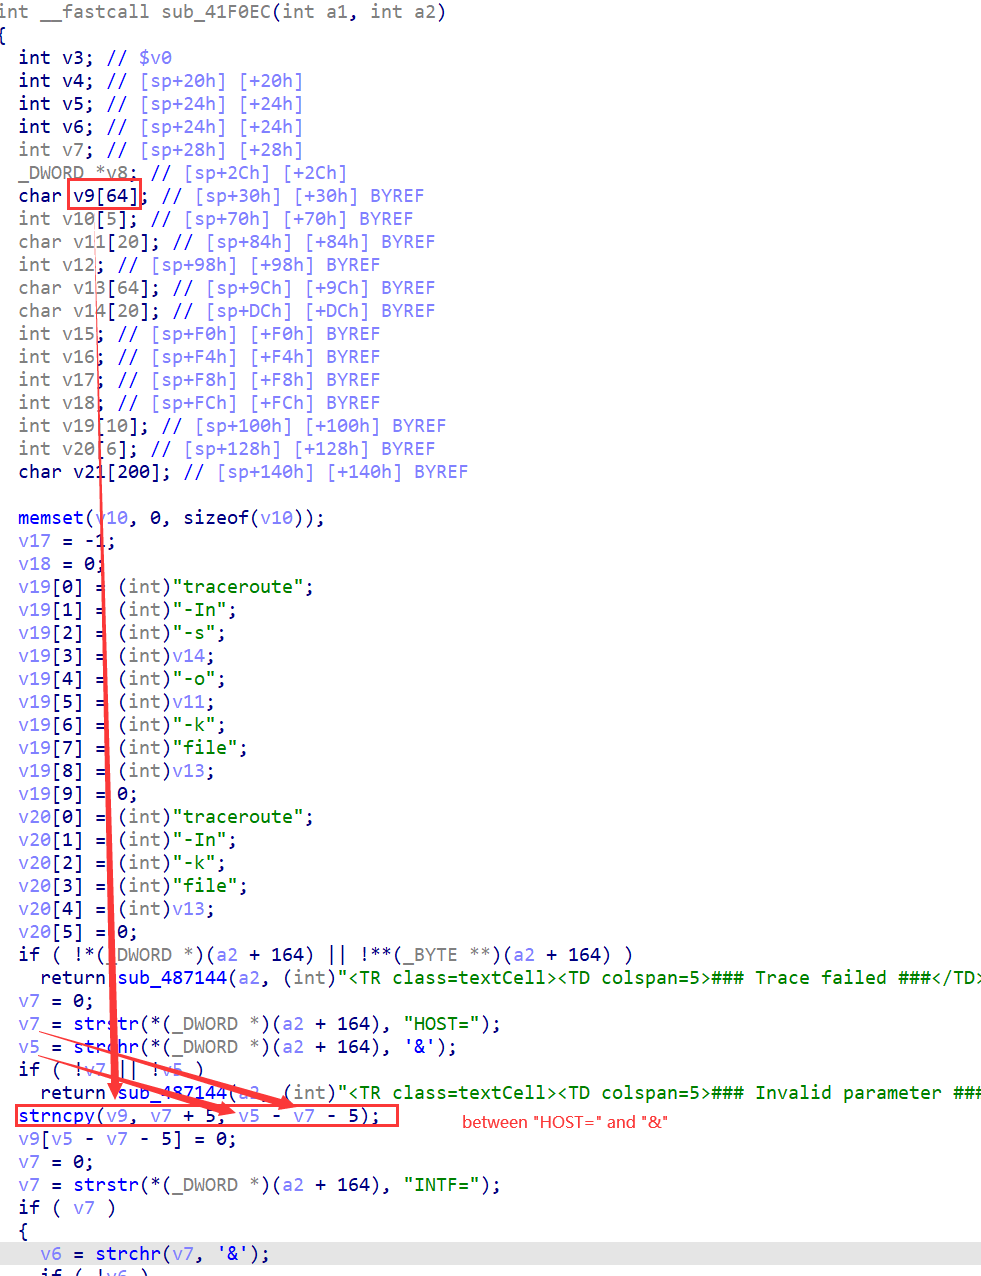 int __fastcall sub_41F0EC(int a1, int a2)
{
int v3; // $v0
int v4; // [sp+20h] [+20h]
int v5; // [sp+24h] [+24h]
int v6; // [sp+24h] [+24h]
int v7; // [sp+28h] [+28h]
_DWORD *v8; // [sp+2Ch] [+2Ch]
char v9[64]; // [sp+30h] [+30h] BYREF
int v10[5]; // [sp+70h] [+70h] BYREF
char v11[20]; // [sp+84h] [+84h] BYREF
int v12; // [sp+98h] [+98h] BYREF
char v13[64]; // [sp+9Ch] [+9Ch] BYREF
char v14[20]; // [sp+DCh] [+DCh] BYREF
int v15; // [sp+F0h] [+F0h] BYREF
int v16; // [sp+F4h] [+F4h] BYREF
int v17; // [sp+F8h] [+F8h] BYREF
int v18; // [sp+FCh] [+FCh] BYREF
int v19[10]; // [sp+100h] [+100h] BYREF
int v20[6]; // [sp+128h] [+128h] BYREF
char v21[200]; // [sp+140h] [+140h] BYREF
memset(v10, 0, sizeof(v10));
v17 = -1;
v18 = 0;
v19[0] = (int)"traceroute";
v19[1] = (int)"-In";
v19[2] = (int)"-s";
v19[3] = (int)v14;
v19[4] = (int)"-o";
v19[5] = (int)v11;
v19[6] = (int)"-k";
v19[7] = (int)"file";
v19[8] = (int)v13;
v19[9] = 0;
v20[0] = (int)"traceroute";
v20[1] = (int)"-In";
v20[2] = (int)"-k";
v20[3] = (int)"file";
v20[4] = (int)v13;
v20[5] = 0;
if ( !*(_DWORD *)(a2 + 164) || !**(_BYTE **)(a2 + 164) )
return sub_487144(a2, (int)"<TR class=textCell><TD colspan=5>### Trace failed ###</TD>
v7 = 0;
v7 = strstr(*(_DWORD *)(a2 + 164), "HOST=");
v5 = strchr(*(_DWORD *)(a2 + 164), '&');
if ( !v7 || !v5 )
return sub_487144(a2, (int)"<TR class=textCell><TD colspan=5>### Invalid parameter ###
strncpy(v9, v7 + 5, v5 - v7 - 5);
between "HOST=" and "&"
v9[v5 - v7 - 5] = 0;
v7 = 0;
v7 = strstr(*(_DWORD *)(a2 + 164), "INTF=");
if ( v7 )
{
v6 = strchr(v7, '&');
if ( !v6 )